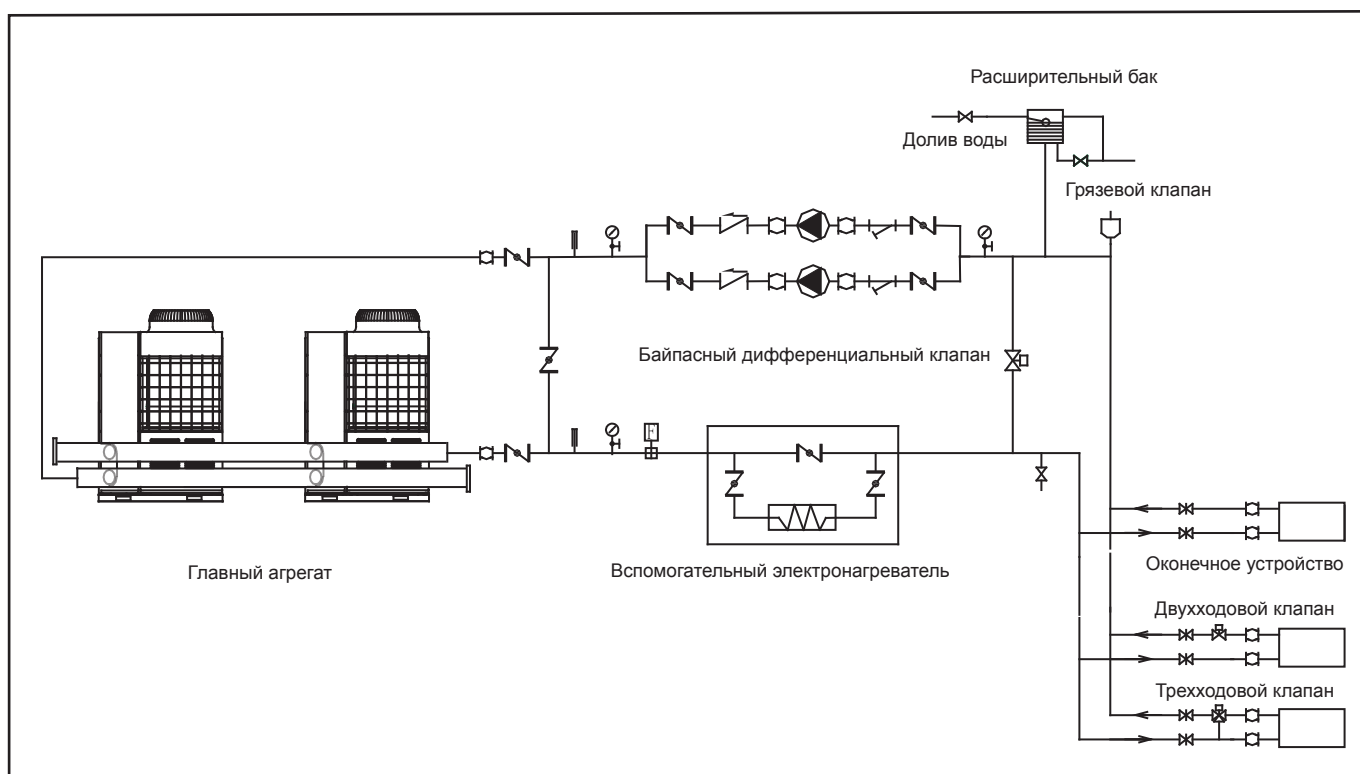 Расширительный бак
Долив воды
Грязевой клапан
Байпасный дифференциальный клапан
Главный агрегат
Вспомогательный электронагреватель
Оконечное устройство
Двухходовой клапан
Трехходовой клапан